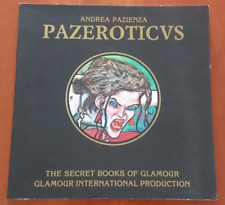 ANDREA PAZIENZA
PAZEROTICVS
THE SECRET BOOKS OF GLAMOUR
GLAMOUR INTERNATIONAL PRODUCTION